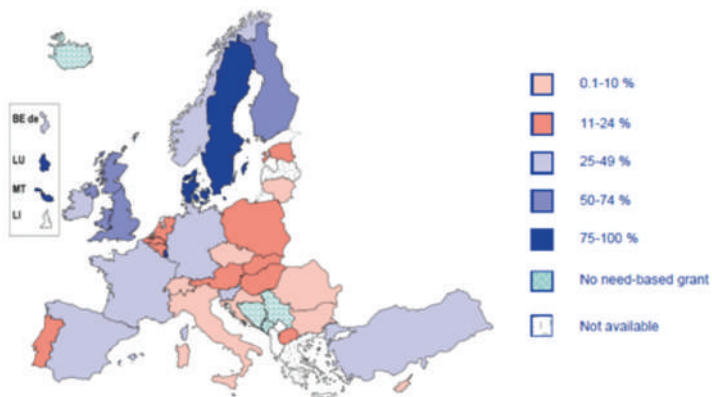 BE de
LU
MT
LI
0.1-10 %
11-24 %
25-49 %
50-74 %
75-100 %
No need-based grant
Not available